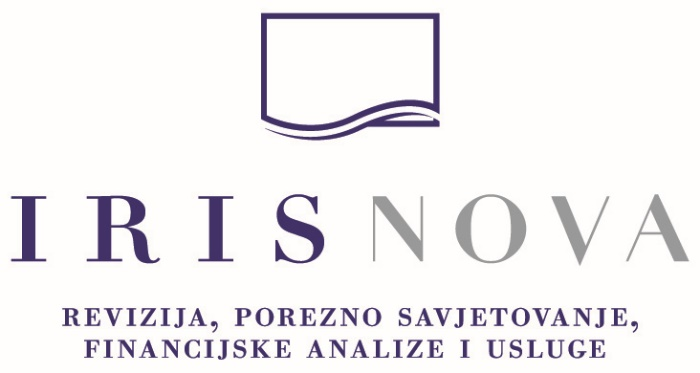 IRIS NOVA
REVIZIJA, POREZNO SAVJETOVANJE,
FINANCIJSKE ANALIZE I USLUGE